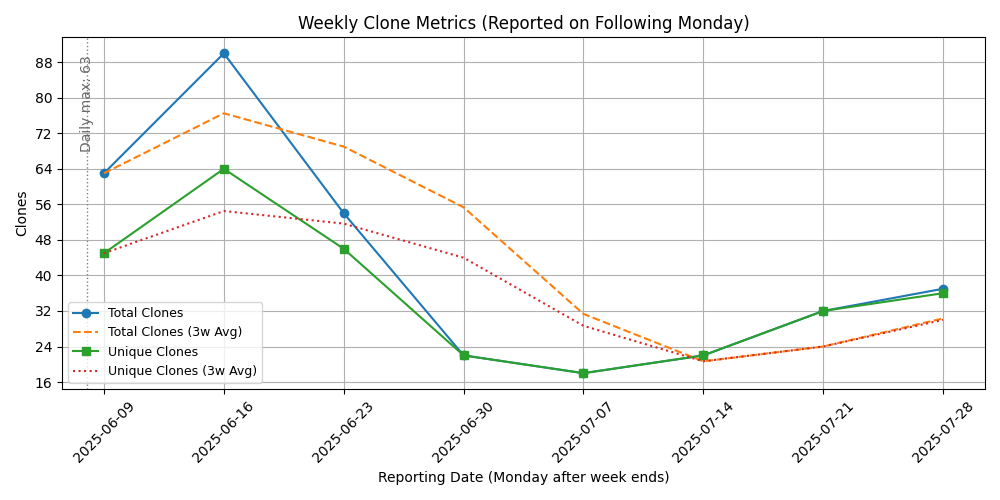 Weekly Clone Metrics (Reported on Following Monday)
Clones
88
80
72
64
56
48
40
32
24
16
Daily max: 63
Total Clones
Total Clones (3w Avg)
Unique Clones
Unique Clones (3w Avg)
2025-06-09
2025-06-16
2025-06-23
2025-06-30
2025-07-07
2025-07-14
2025-07-21
2025-07-28
Reporting Date (Monday after week ends)